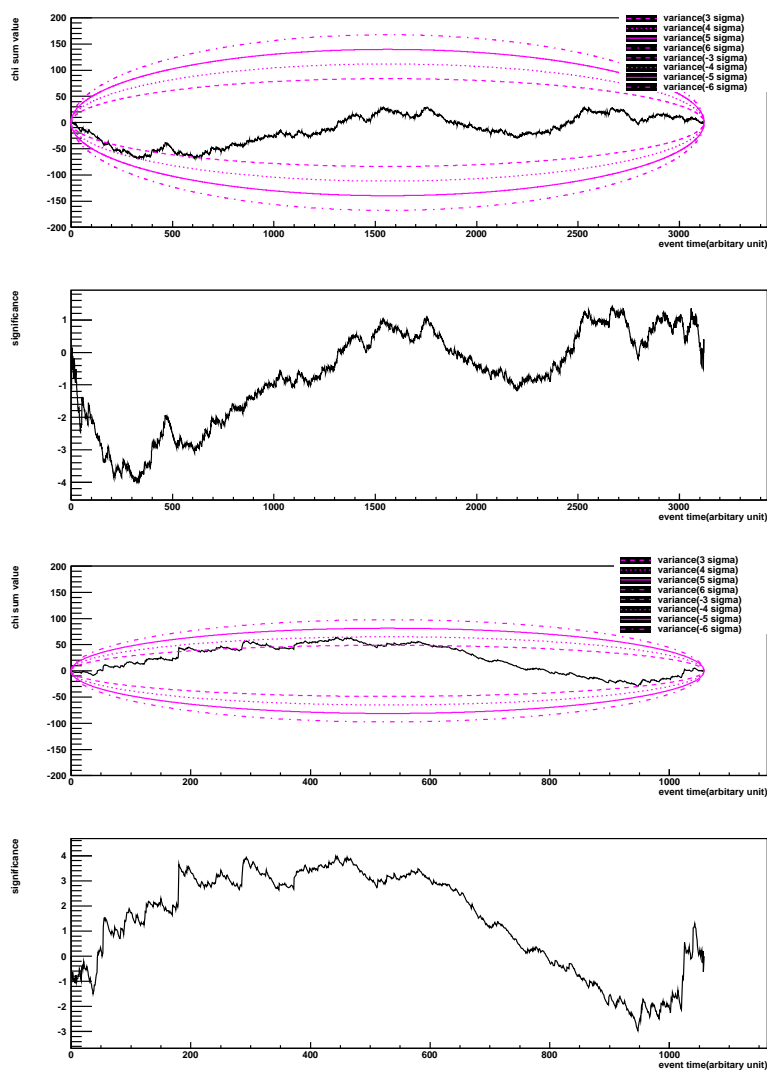 chi sum value
200
150
100
50
0
-50
-100
-150
-200
variance(3 sigma)
variance(4 sigma)
variance(5 sigma)
variance(6 sigma)
variance(-3 sigma)
variance(-4 sigma)
variance(-5 sigma)
variance(-6 sigma)
0 500 1000 1500 2000 2500 3000
event time(arbitary unit)
significance
1
0
-1
-2
-3
-4
0 500 1000 1500 2000 2500 3000
event time(arbitary unit)
chi sum value
200
150
100
50
0
-50
-100
-150
-200
variance(3 sigma)
variance(4 sigma)
variance(5 sigma)
variance(6 sigma)
variance(-3 sigma)
variance(-4 sigma)
variance(-5 sigma)
variance(-6 sigma)
0 200 400 600 800 1000
event time(arbitary unit)
significance
4
3
2
1
0
-1
-2
-3
0 200 400 600 800 1000
event time(arbitary unit)